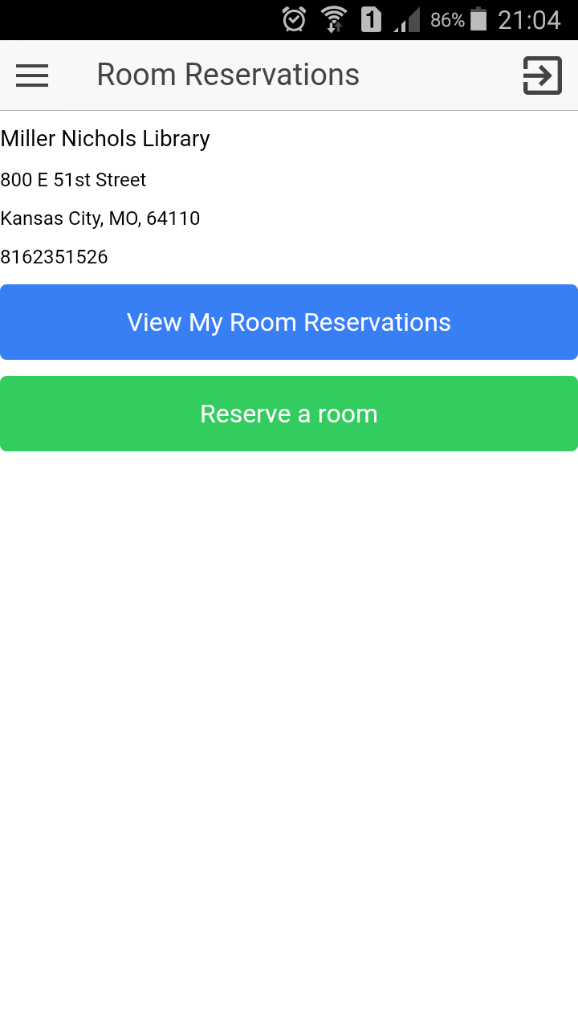 1 86% 21:04
Room Reservations
Miller Nichols Library
800 E 51st Street
Kansas City, MO, 64110
8162351526
View My Room Reservations
Reserve a room